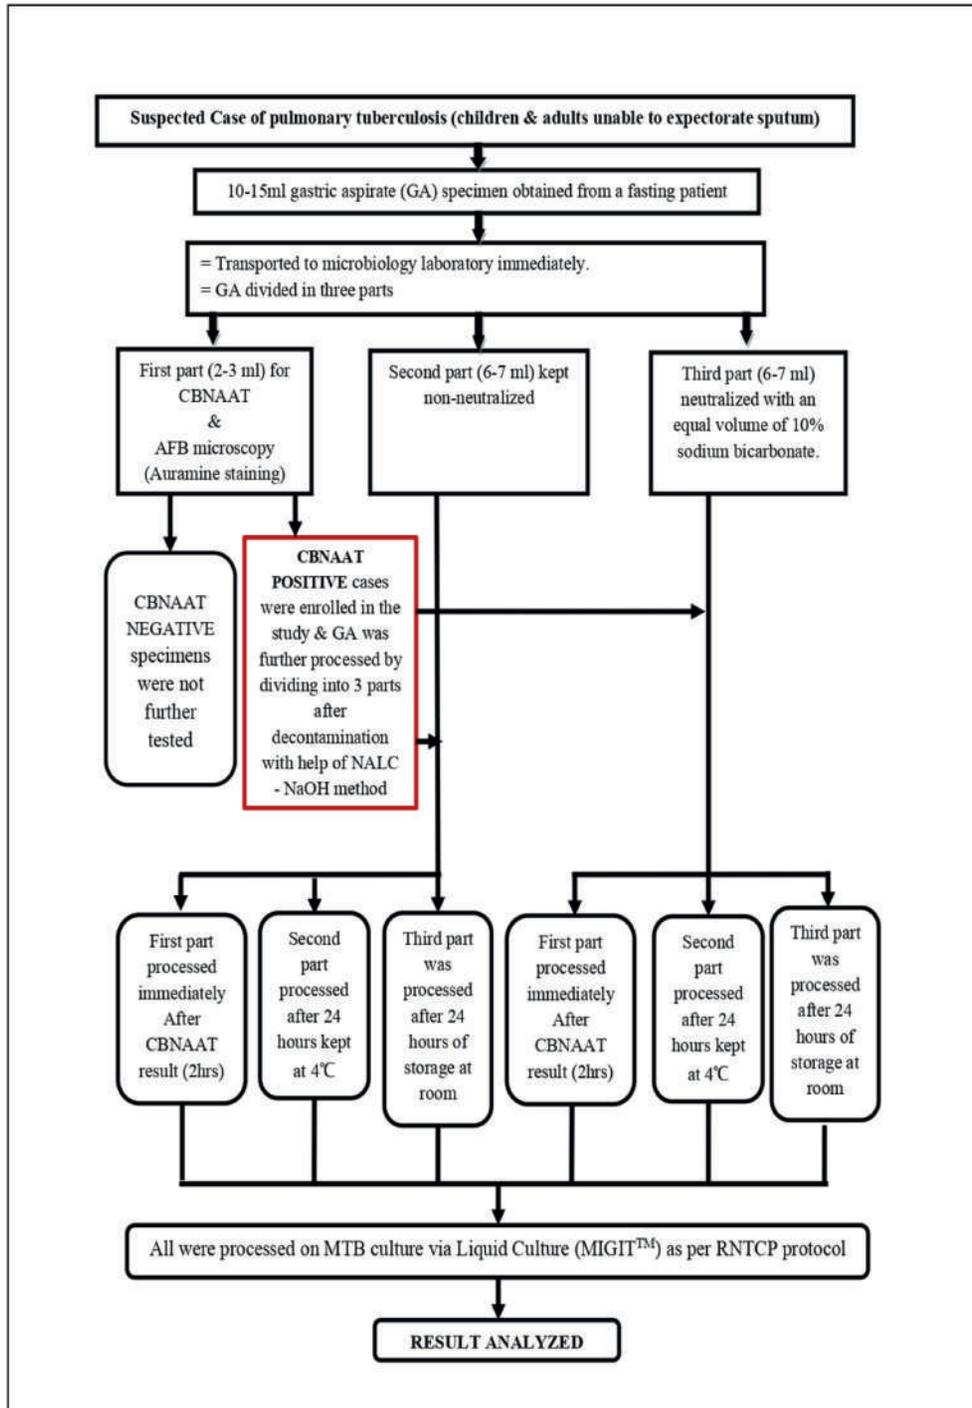 Suspected Case of pulmonary tuberculosis (children & adults unable to expectorate sputum)
10-15ml gastric aspirate (GA) specimen obtained from a fasting patient
= Transported to microbiology laboratory immediately.
= GA divided in three parts
First part (2-3 ml) for
CBNAAT
&
AFB microscopy
(Auramine staining)
Second part (6-7 ml) kept
non-neutralized
Third part (6-7 ml)
neutralized with an
equal volume of 10%
sodium bicarbonate.
CBNAAT
NEGATIVE
specimens
were not
further
tested
CBNAAT
POSITIVE cases
were enrolled in the
study & GA was
further processed by
dividing into 3 parts
after
decontamination
with help of NALC
- NaOH method
First part
processed
immediately
After
CBNAAT
result (2hrs)
Second
part
processed
after 24
hours kept
at 4℃
Third part
was
processed
after 24
hours of
storage at
room
First part
processed
immediately
After
CBNAAT
result (2hrs)
Second
part
processed
after 24
hours kept
at 4℃
Third part
was
processed
after 24
hours of
storage at
room
All were processed on MTB culture via Liquid Culture (MIGIT™) as per RNTCP protocol
RESULT ANALYZED